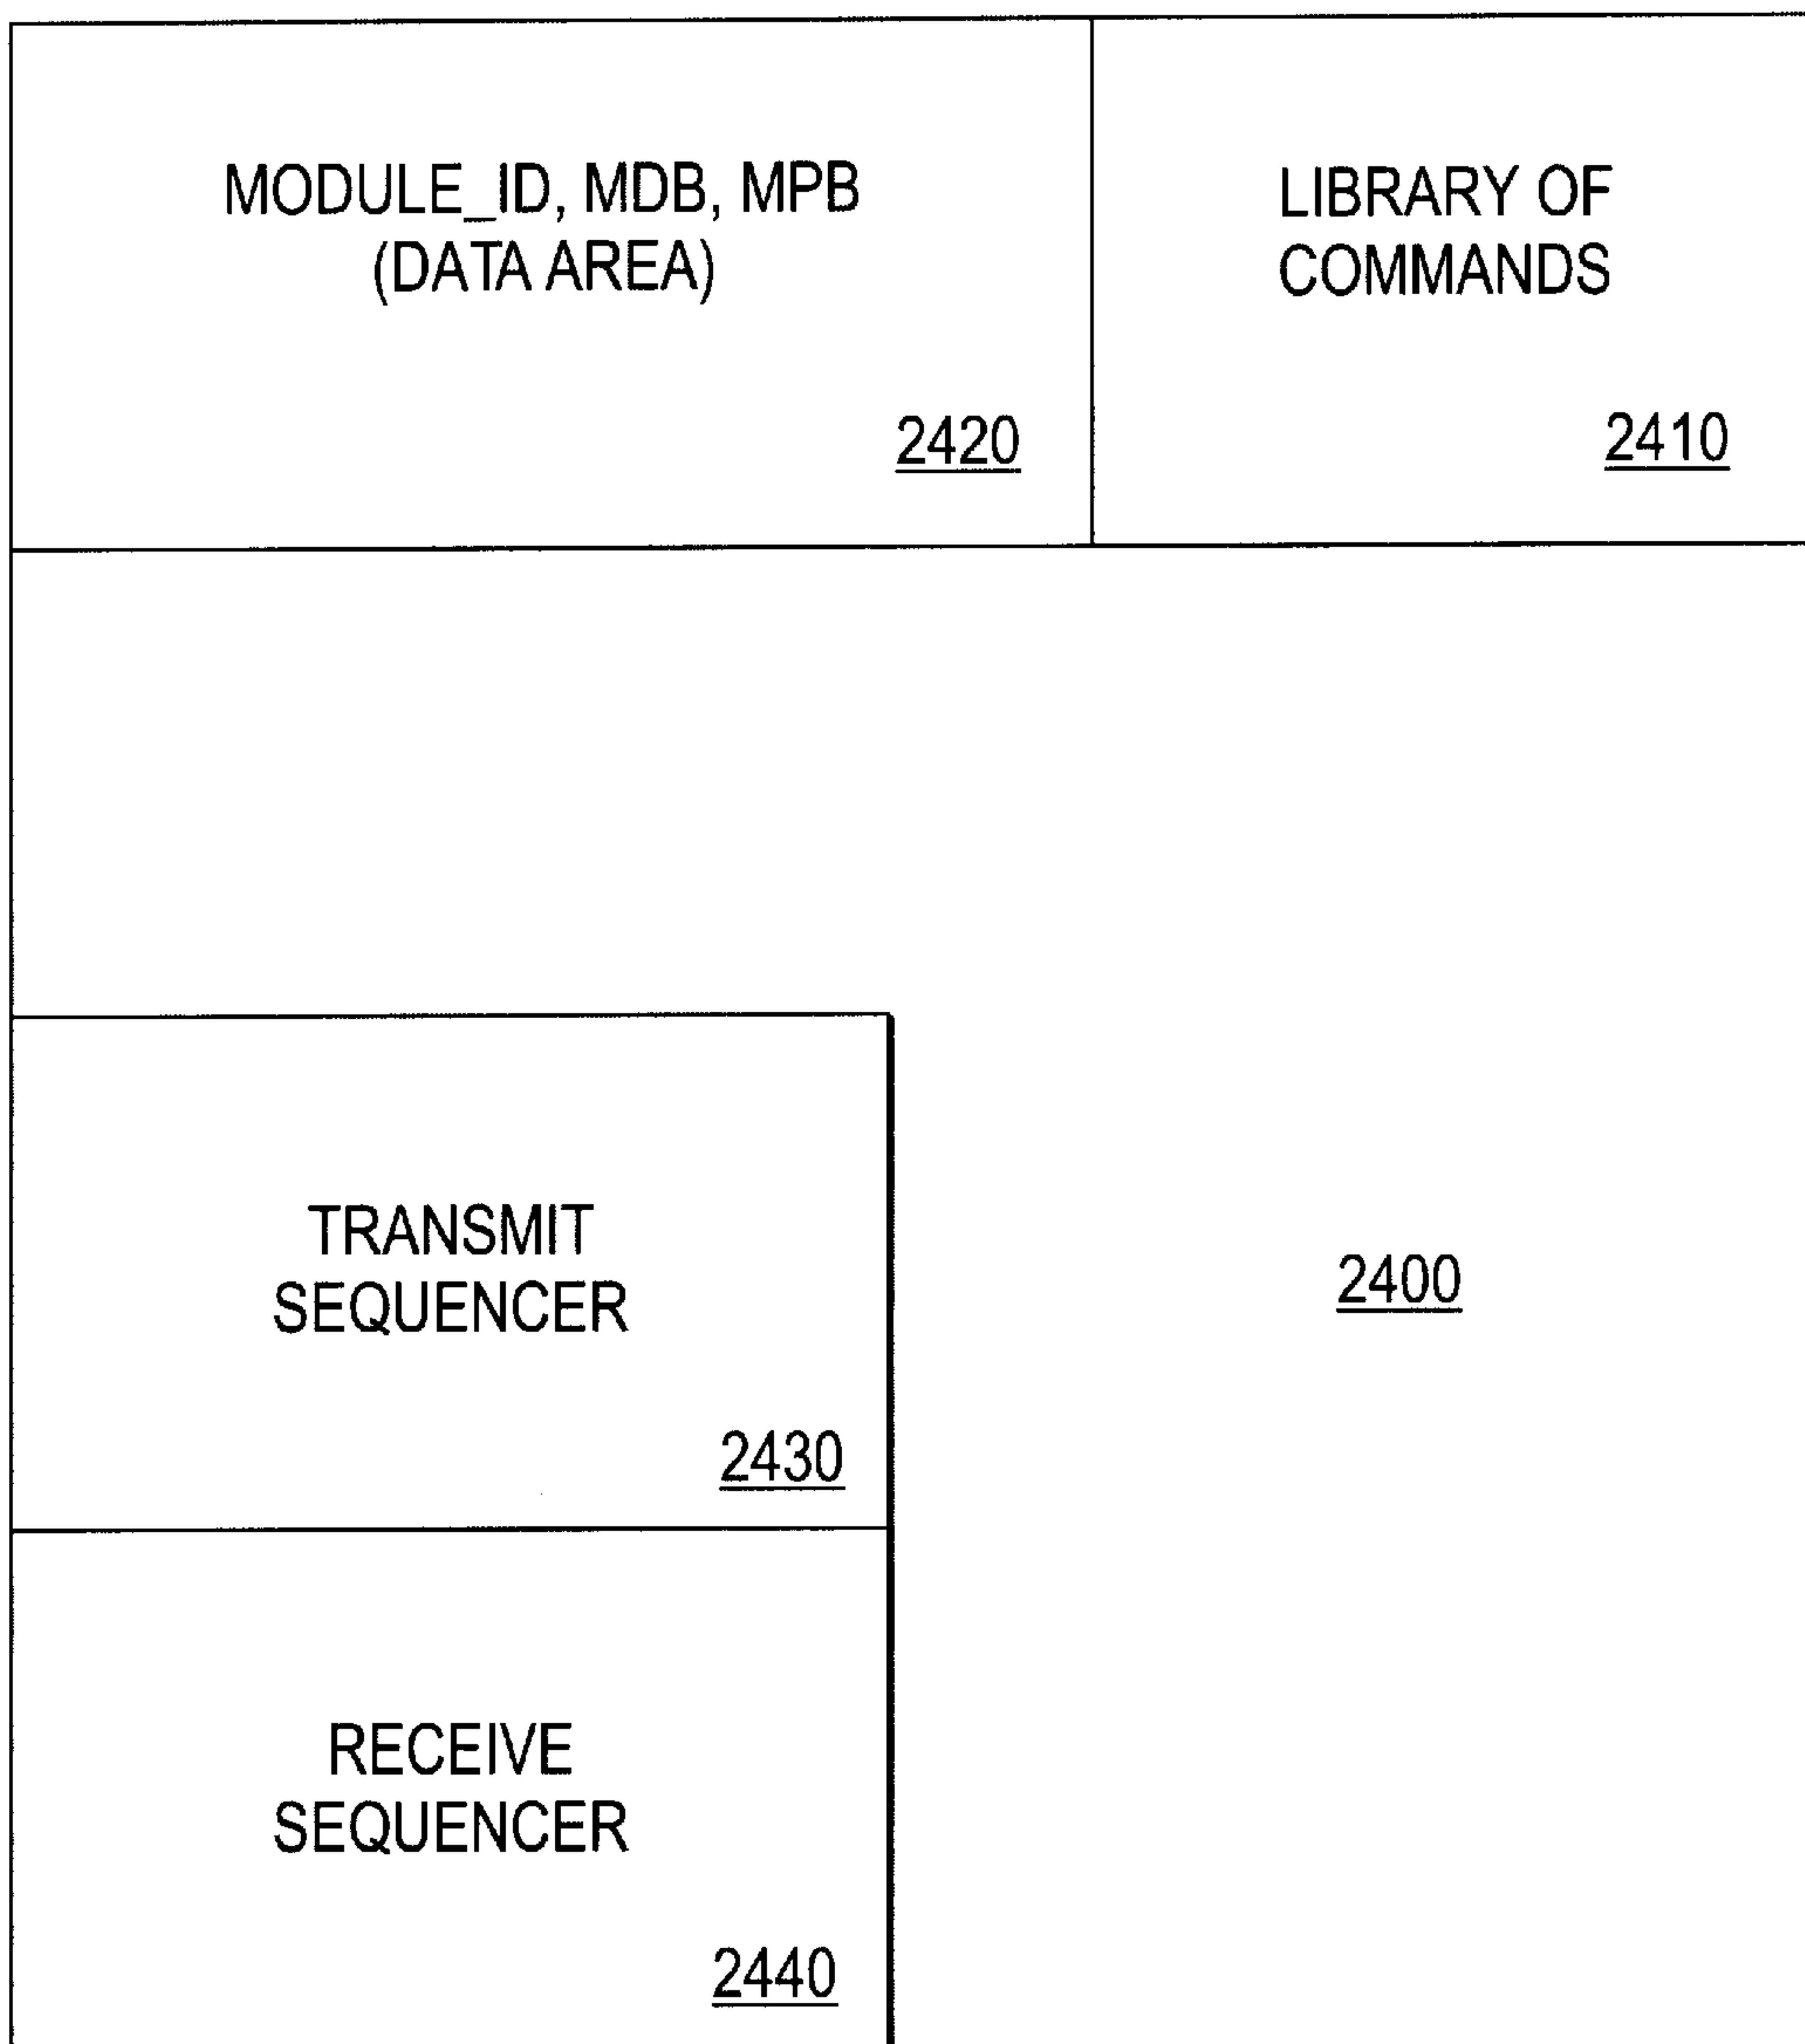 MODULE_ID, MDB, MPB
(DATA AREA)
2420
LIBRARY OF
COMMANDS
2410
TRANSMIT
SEQUENCER
2430
2400
RECEIVE
SEQUENCER
2440